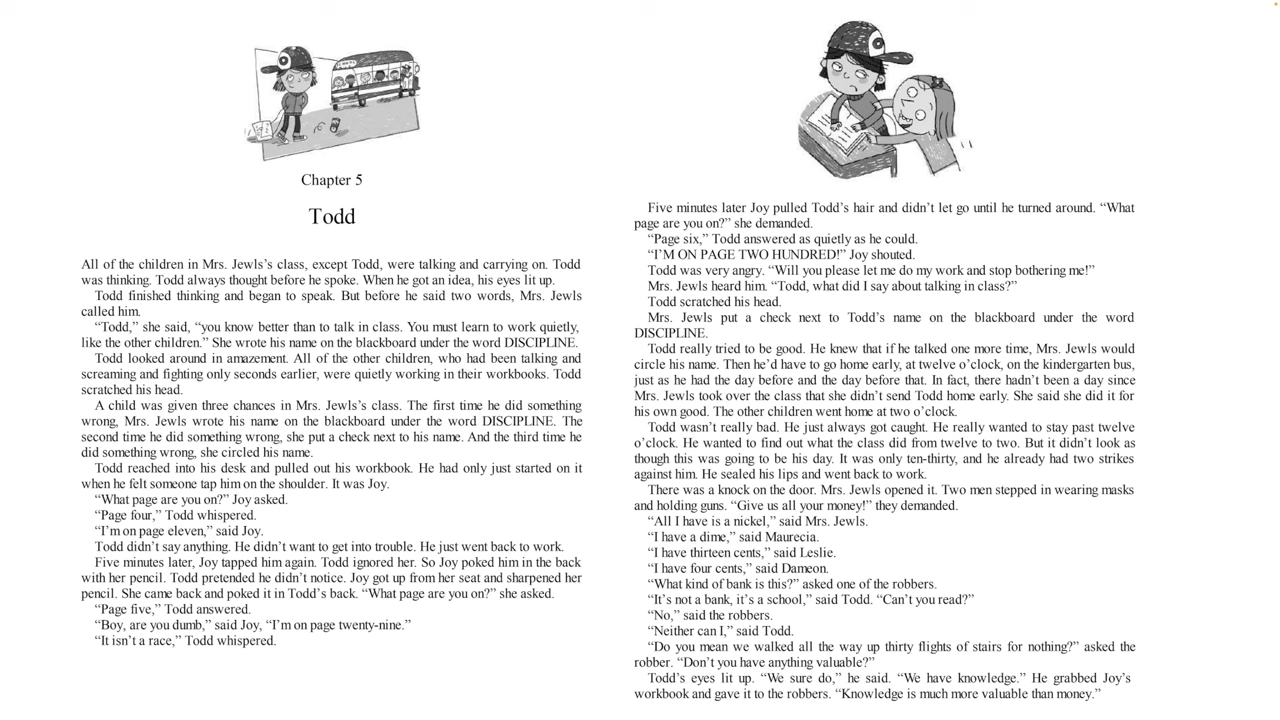 Chapter 5
Todd
All of the children in Mrs. Jewls’s class, except Todd, were talking and carrying on. Todd
was thinking. Todd always thought before he spoke. When he got an idea, his eyes lit up.
Todd finished thinking and began to speak. But before he said two words, Mrs. Jewls
called him.
“Todd,” she said, “you know better than to talk in class. You must learn to work quietly,
like the other children.” She wrote his name on the blackboard under the word DISCIPLINE.
Todd looked around in amazement. All of the other children, who had been talking and
screaming and fighting only seconds earlier, were quietly working in their workbooks. Todd
scratched his head.
A child was given three chances in Mrs. Jewls’s class. The first time he did something
wrong, Mrs. Jewls wrote his name on the blackboard under the word DISCIPLINE. The
second time he did something wrong, she put a check next to his name. And the third time he
did something wrong, she circled his name.
Todd reached into his desk and pulled out his workbook. He had only just started on it
when he felt someone tap him on the shoulder. It was Joy.
“What page are you on?” Joy asked.
“Page four,” Todd whispered.
“I’m on page eleven,” said Joy.
Todd didn’t say anything. He didn’t want to get into trouble. He just went back to work.
Five minutes later, Joy tapped him again. Todd ignored her. So Joy poked him in the back
with her pencil. Todd pretended he didn’t notice. Joy got up from her seat and sharpened her
pencil. She came back and poked it in Todd’s back. “What page are you on?” she asked.
“Page five,” Todd answered.
“Boy, are you dumb,” said Joy, “I’m on page twenty-nine.”
“It isn’t a race,” Todd whispered.
Five minutes later Joy pulled Todd’s hair and didn’t let go until he turned around. “What
page are you on?” she demanded.
“Page six,” Todd answered as quietly as he could.
“I’M ON PAGE TWO HUNDRED!” Joy shouted.
Todd was very angry. “Will you please let me do my work and stop bothering me!”
Mrs. Jewls heard him. “Todd, what did I say about talking in class?”
Todd scratched his head.
Mrs. Jewls put a check next to Todd’s name on the blackboard under the word
DISCIPLINE.
Todd really tried to be good. He knew that if he talked one more time, Mrs. Jewls would
circle his name. Then he’d have to go home early, at twelve o’clock, on the kindergarten bus,
just as he had the day before and the day before that. In fact, there hadn’t been a day since
Mrs. Jewls took over the class that she didn’t send Todd home early. She said she did it for
his own good. The other children went home at two o’clock.
Todd wasn’t really bad. He just always got caught. He really wanted to stay past twelve
o’clock. He wanted to find out what the class did from twelve to two. But it didn’t look as
though this was going to be his day. It was only ten-thirty, and he already had two strikes
against him. He sealed his lips and went back to work.
There was a knock on the door. Mrs. Jewls opened it. Two men stepped in wearing masks
and holding guns. “Give us all your money!” they demanded.
“All I have is a nickel,” said Mrs. Jewls.
“I have a dime,” said Maurecia.
“I have thirteen cents,” said Leslie.
“I have four cents,” said Dameon.
“What kind of bank is this?” asked one of the robbers.
“It’s not a bank, it’s a school,” said Todd. “Can’t you read?”
“No,” said the robbers.
“Neither can I,” said Todd.
“Do you mean we walked all the way up thirty flights of stairs for nothing?” asked the
robber. “Don’t you have anything valuable?”
Todd’s eyes lit up. “We sure do,” he said. “We have knowledge.” He grabbed Joy’s
workbook and gave it to the robbers. “Knowledge is much more valuable than money.”